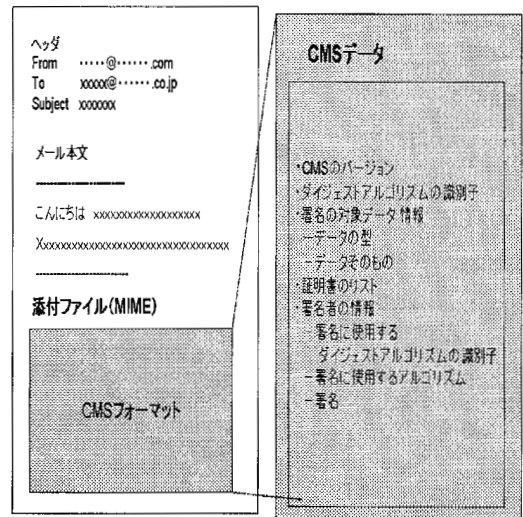 ヘッダ
From ·····@······.com
To xxxxx@······.co.jp
Subject xxxxxxx
メール本文
こんにちは xxxxxxxxxxxxxxxxxxx
Xxxxxxxxxxxxxxxxxxxxxxxxxxxxxxxxx
添付ファイル(MIME)
CMSフォーマット
CMSデータ
・CMSのバージョン
・ダイジェストアルゴリズムの識別子
・署名の対象データ情報
－データの型
－データそのもの
・証明書のリスト
・署名者の情報
－署名に使用する
ダイジェストアルゴリズムの識別子
－署名に使用するアルゴリズム
－署名